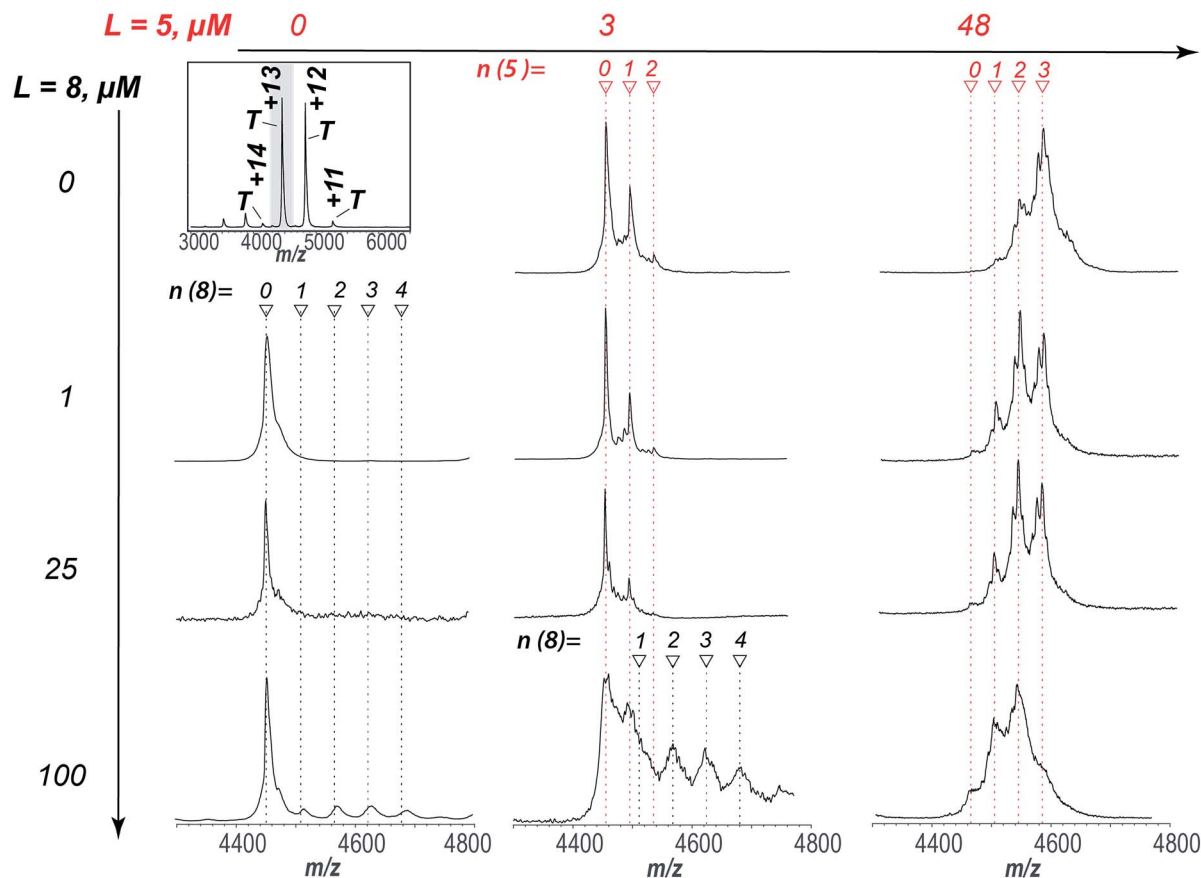 L = 5, µM 0 3 48
L = 8, µM
n (5 )= 0 1 2
0 1 2 3
T +14 T +13 T +12 +11 T
3000 4000 5000 6000
m/z
0
n (8)= 0 1 2 3 4
1
25
n (8)= 1 2 3 4
100
4400 4600 4800 4400 4600 4800 4400 4600 4800
m/z m/z m/z